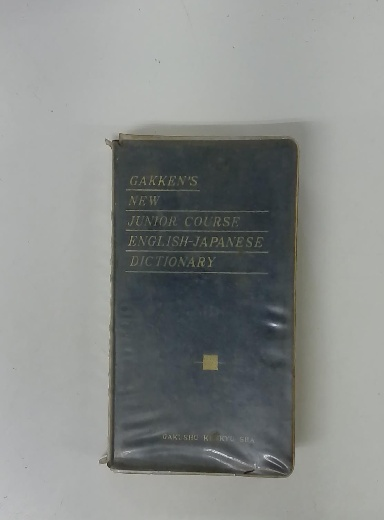 GAKKEN'S
NEW
JUNIOR COURSE
ENGLISH-JAPANESE
DICTIONARY